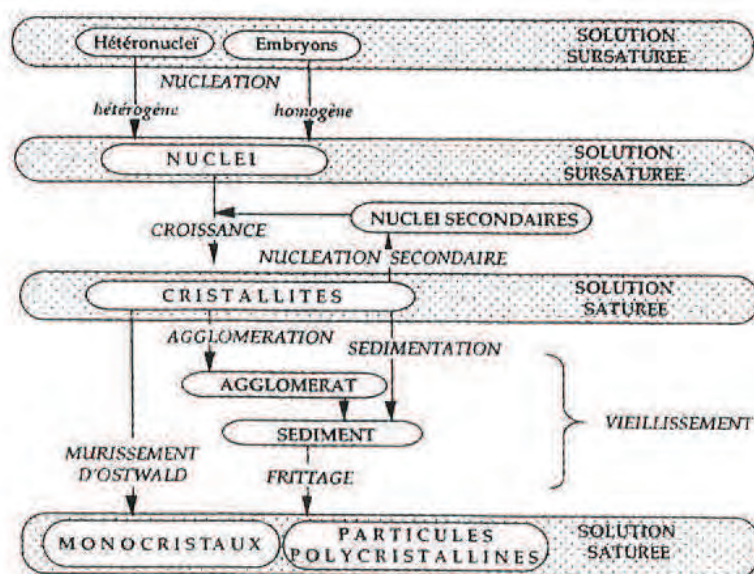 Hétéronucleï
Embryons
SOLUTION
SURSATUREE
NUCLEATION
hétérogène
homogène
NUCLEI
SOLUTION
SURSATUREE
NUCLEI SECONDAIRES
CROISSANCE
NUCLEATION SECONDAIRE
CRISTALLITES
SOLUTION
SATUREE
AGGLOMERATION
SEDIMENTATION
AGGLOMERAT
VIEILLISSEMENT
SEDIMENT
MURISSEMENT
D'OSTWALD
FRITTAGE
MONOCRISTAUX
PARTICULES
POLYCRISTALLINES
SOLUTION
SATUREE